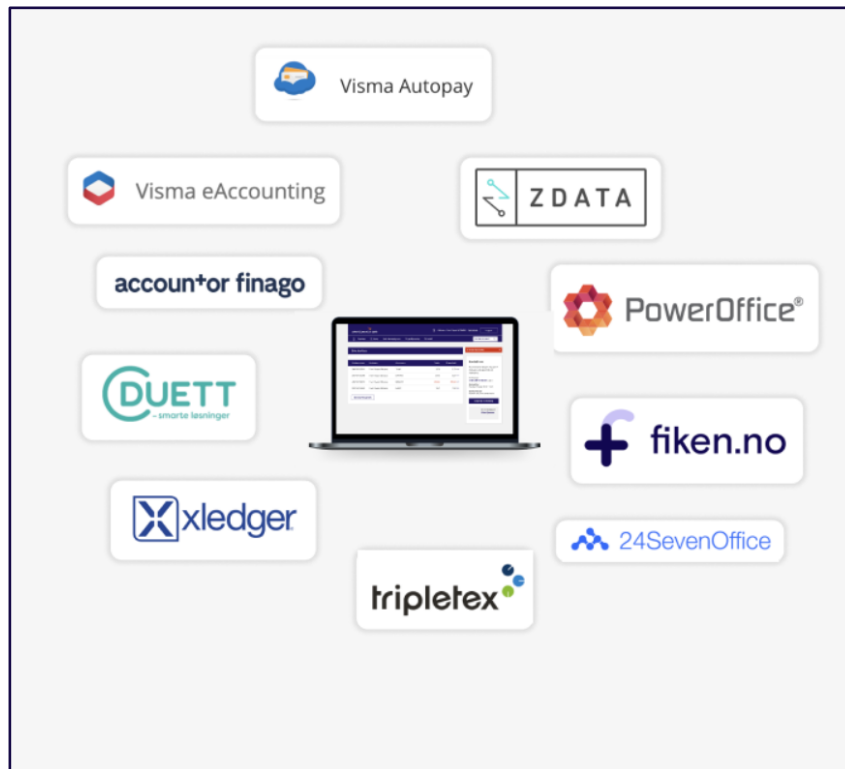 Visma Autopay
Visma eAccounting
ZDATA
accountor finago
PowerOffice®
DUETT
– smarte løsninger
fiken.no
xledger
24SevenOffice
tripletex